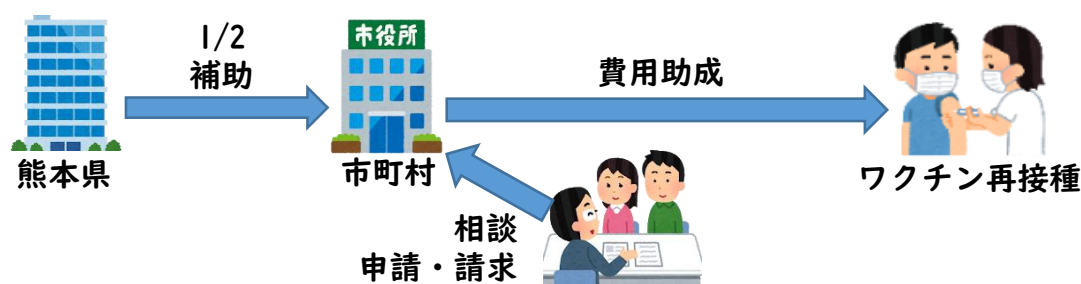 1/2
補助
市役所
費用助成
熊本県
市町村
ワクチン再接種
相談
申請・請求